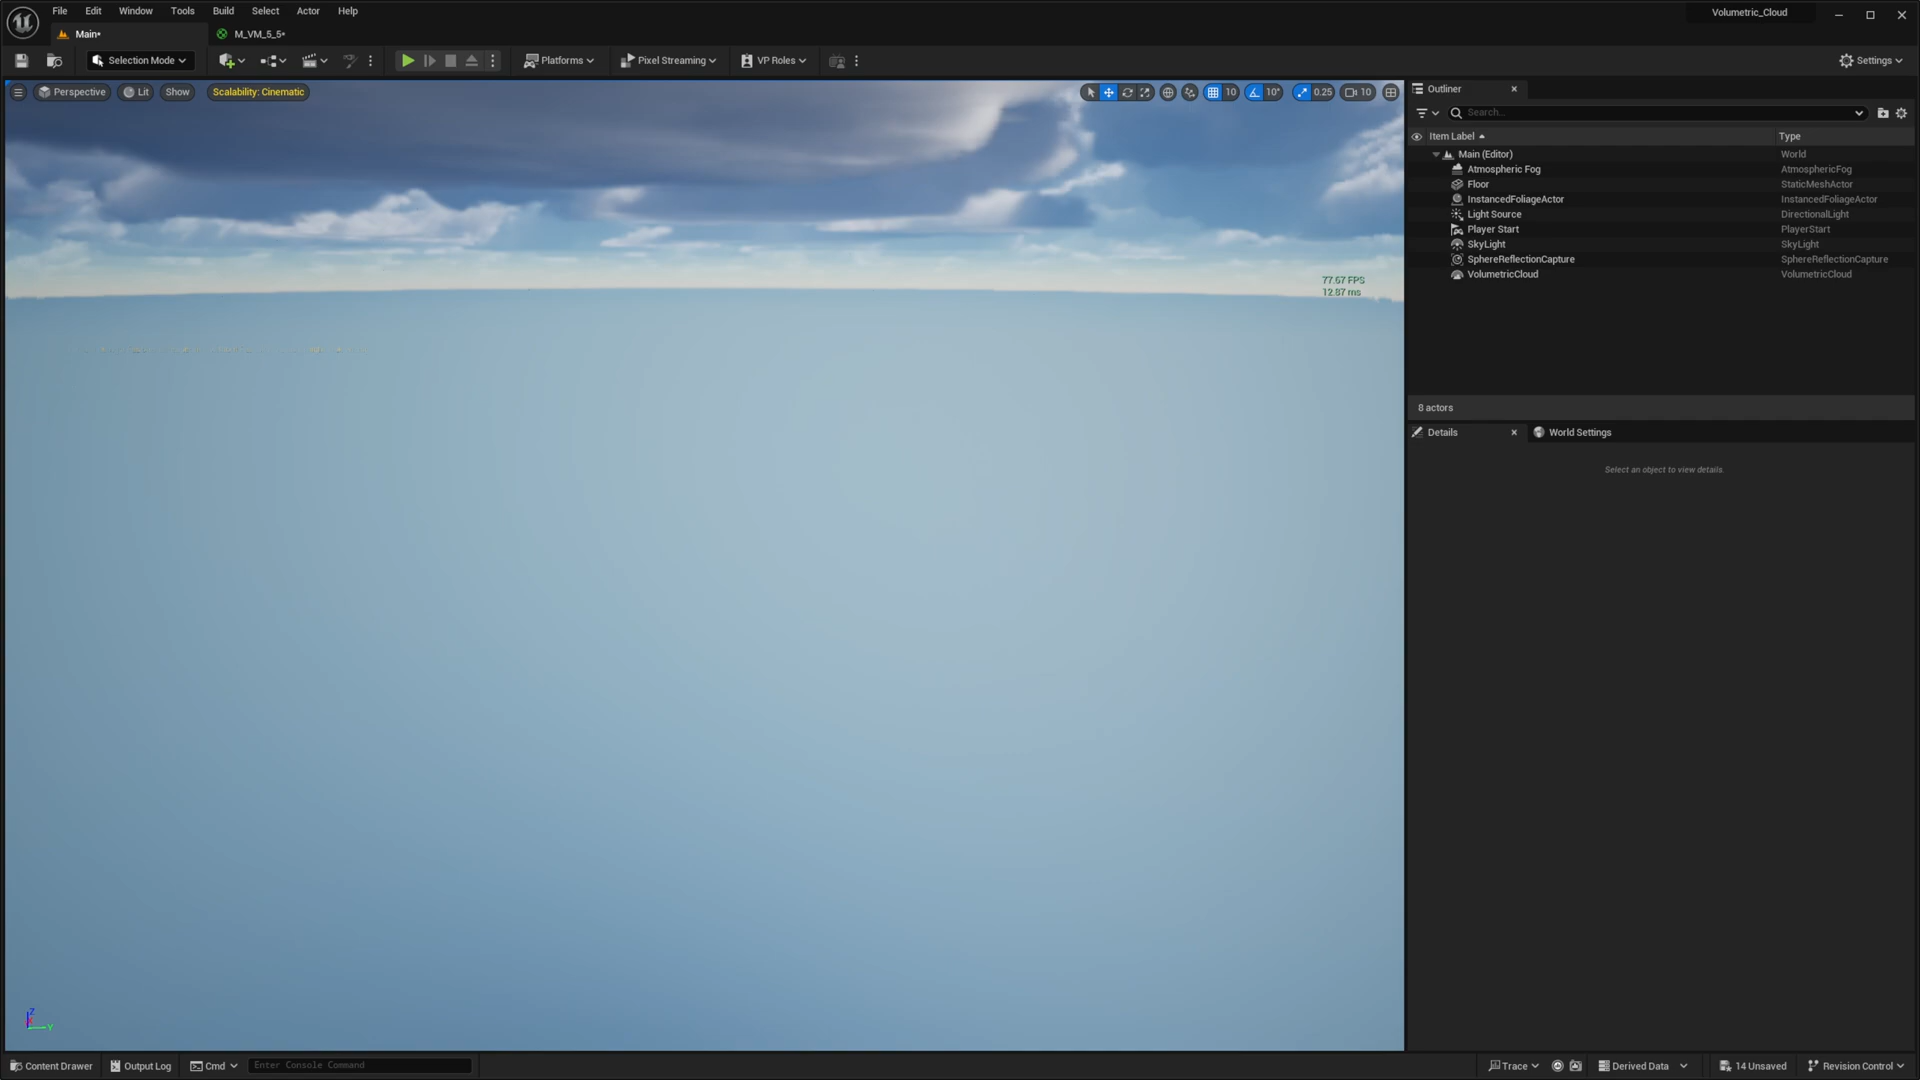 File Edit Window Tools Build Select Actor Help
Volumetric_Cloud
Main* M_VM_5_5*
Selection Mode Platforms Pixel Streaming VP Roles Settings
Perspective Lit Show Scalability: Cinematic 10 10° 0.25 10
Outliner
Search...
Item Label Type
Main (Editor) World
Atmospheric Fog AtmosphericFog
Floor StaticMeshActor
InstancedFoliageActor InstancedFoliageActor
Light Source DirectionalLight
Player Start PlayerStart
SkyLight SkyLight
SphereReflectionCapture SphereReflectionCapture
VolumetricCloud VolumetricCloud
77.67 FPS
12.87 ms
8 actors
Details World Settings
Select an object to view details.
Z
X
Y
Content Drawer Output Log Cmd Enter Console Command Trace Derived Data 14 Unsaved Revision Control